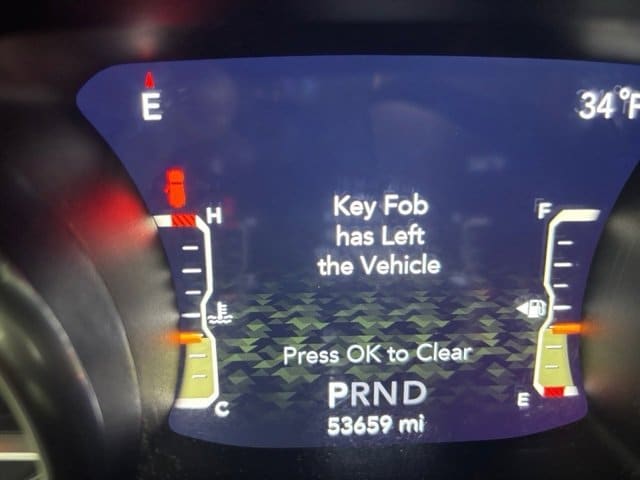 E
34°F
H
F
Key Fob
has Left
the Vehicle
E
Press OK to Clear
PRND
C
E
53659 mi